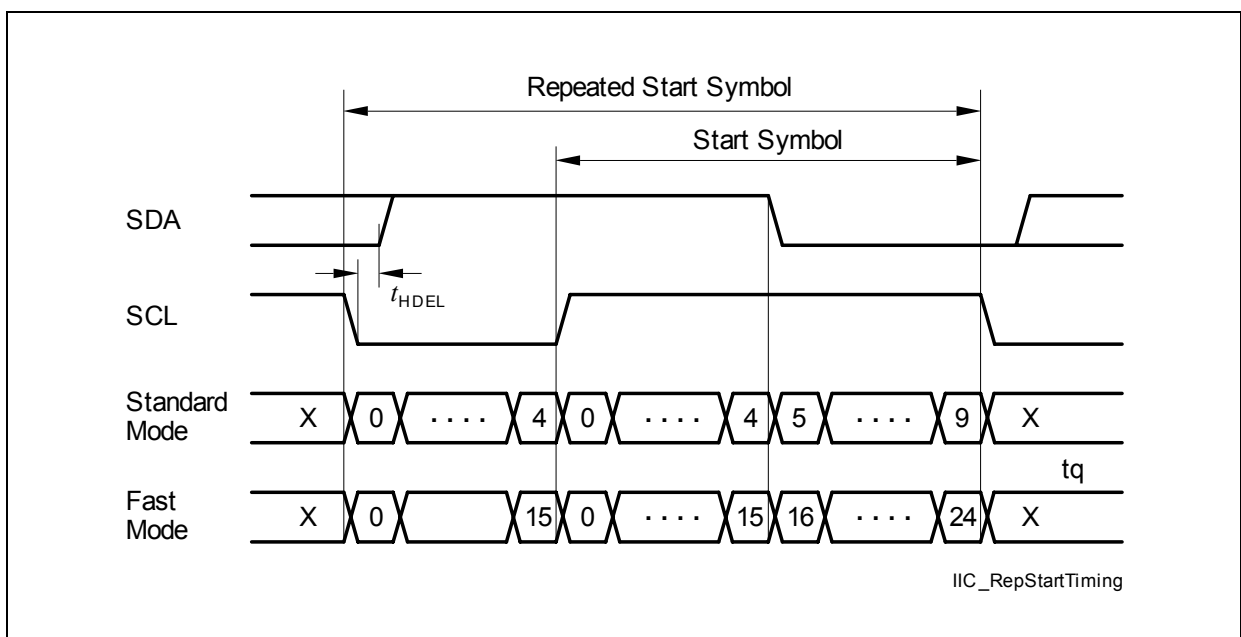 Repeated Start Symbol
Start Symbol
SDA
tHDEL
SCL
Standard
Mode
X 0 .... 4 0 .... 4 5 .... 9 X
tq
Fast
Mode
X 0 15 0 .... 15 16 .... 24 X
IIC_RepStartTiming